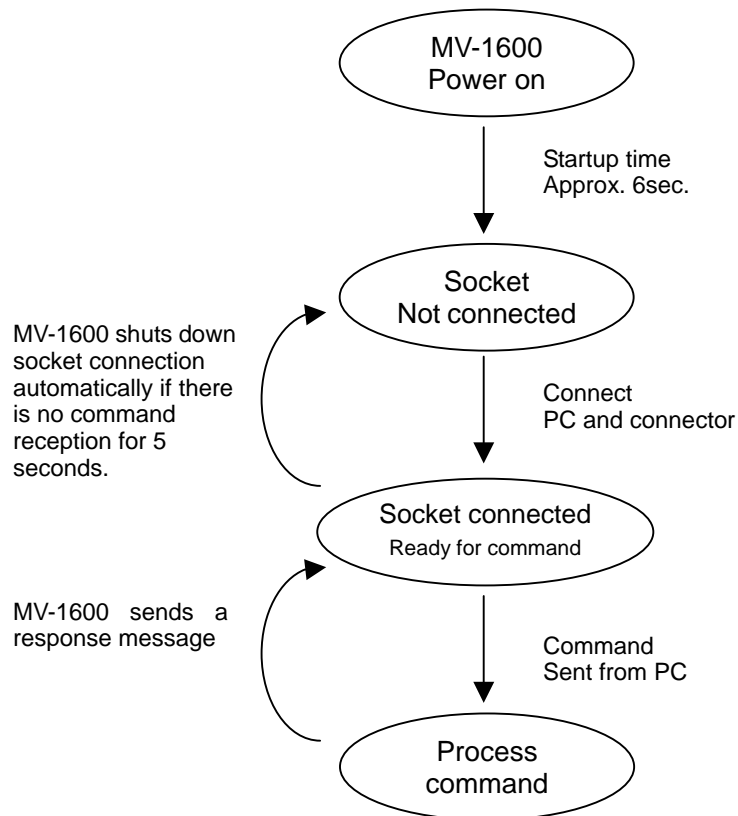 MV-1600
Power on
Startup time
Approx. 6sec.
Socket
Not connected
MV-1600 shuts down
socket connection
automatically if there
is no command
reception for 5
seconds.
Connect
PC and connector
Socket connected
Ready for command
MV-1600 sends a
response message
Command
Sent from PC
Process
command